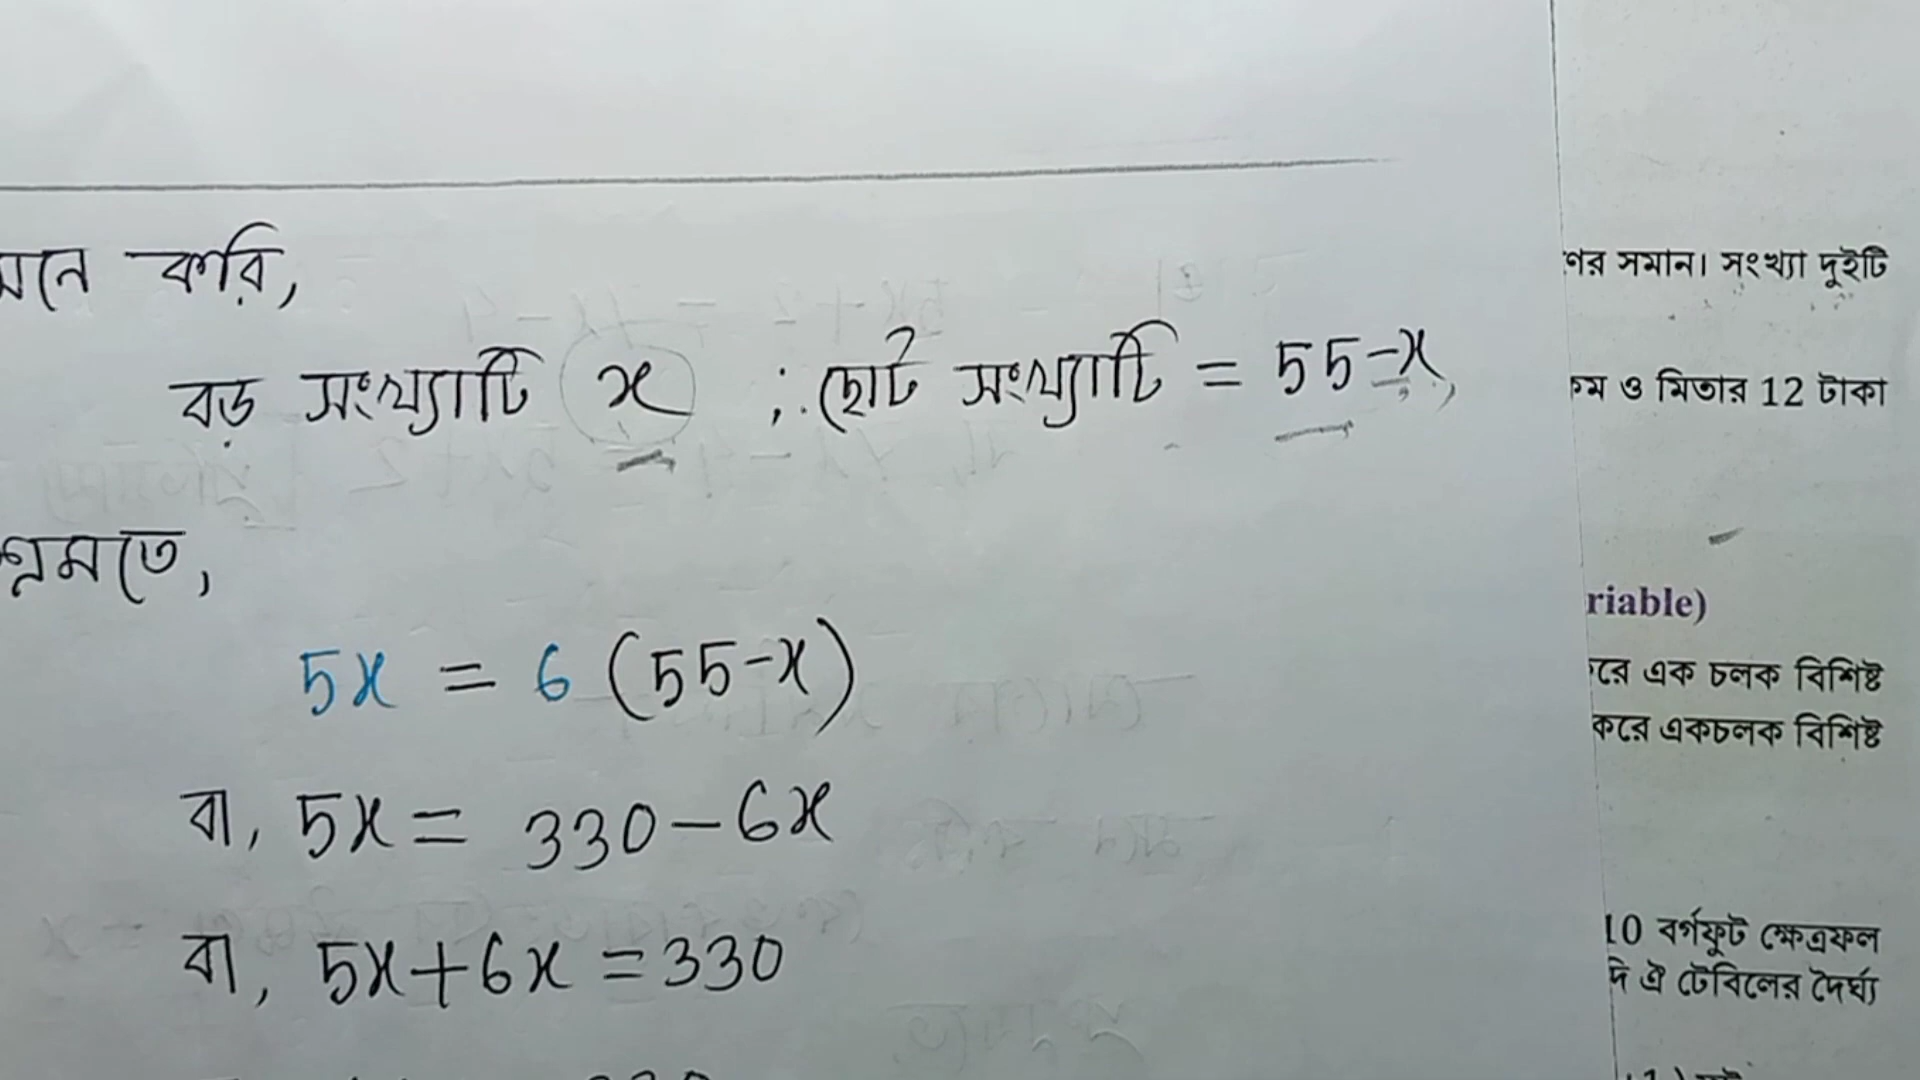 মনে করি,
বড় সংখ্যাটি x ; ছোট সংখ্যাটি = 55-x,
শ্নমতে,
5x = 6 (55-x)
বা, 5x = 330-6x
বা, 5x+6x = 330
ণের সমান। সংখ্যা দুইটি
কম ও মিতার 12 টাকা
riable)
রে এক চলক বিশিষ্ট
করে একচলক বিশিষ্ট
10 বর্গফুট ক্ষেত্রফল
দি ঐ টেবিলের দৈর্ঘ্য